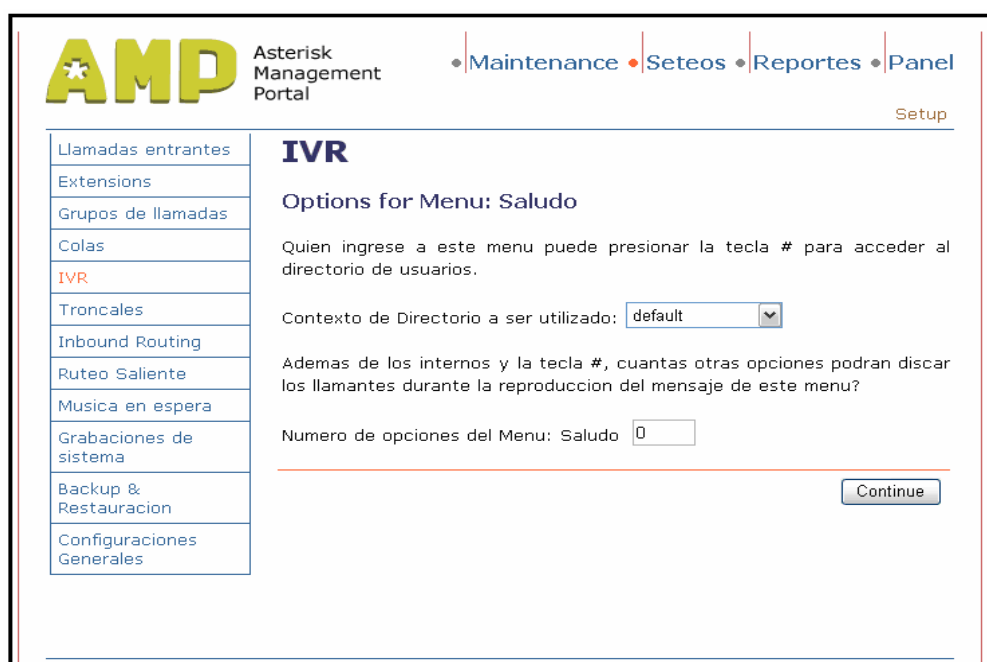 AMP
Asterisk
Management
Portal
Maintenance Seteos Reportes Panel
Setup
Llamadas entrantes
Extensions
Grupos de llamadas
Colas
IVR
Troncales
Inbound Routing
Ruteo Saliente
Musica en espera
Grabaciones de
sistema
Backup &
Restauracion
Configuraciones
Generales
IVR
Options for Menu: Saludo
Quien ingrese a este menu puede presionar la tecla # para acceder al
directorio de usuarios.
Contexto de Directorio a ser utilizado: default
Ademas de los internos y la tecla #, cuantas otras opciones podran discar
los llamantes durante la reproduccion del mensaje de este menu?
Numero de opciones del Menu: Saludo 0
Continue